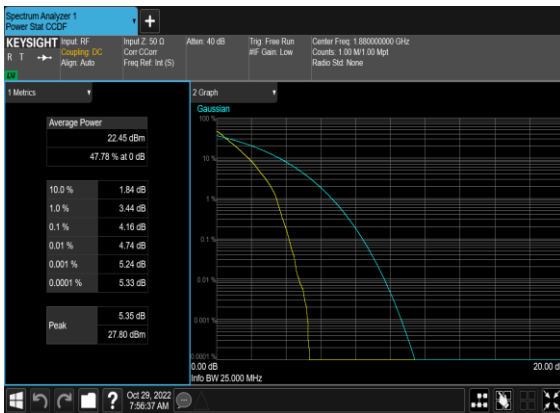 Spectrum Analyzer 1
Power Stat CCDF
KEYSIGHT
R T
LV
Input: RF
Coupling: DC
Align: Auto
Input Z: 50 Ω
Corr CCorr
Freq Ref: Int (S)
Atten: 40 dB
Trig: Free Run
#IF Gain: Low
Center Freq: 1.880000000 GHz
Counts: 1.00 M/1.00 Mpt
Radio Std: None
1 Metrics
Average Power
22.45 dBm
47.78 % at 0 dB
10.0 % 1.84 dB
1.0 % 3.44 dB
0.1 % 4.16 dB
0.01 % 4.74 dB
0.001 % 5.24 dB
0.0001 % 5.33 dB
Peak 5.35 dB
27.80 dBm
2 Graph
Gaussian
100 %
10 %
1 %
0.1 %
0.01 %
0.001 %
0.0001 %
0.00 dB
20.00 d
Info BW 25.000 MHz
Oct 29, 2022
7:56:37 AM